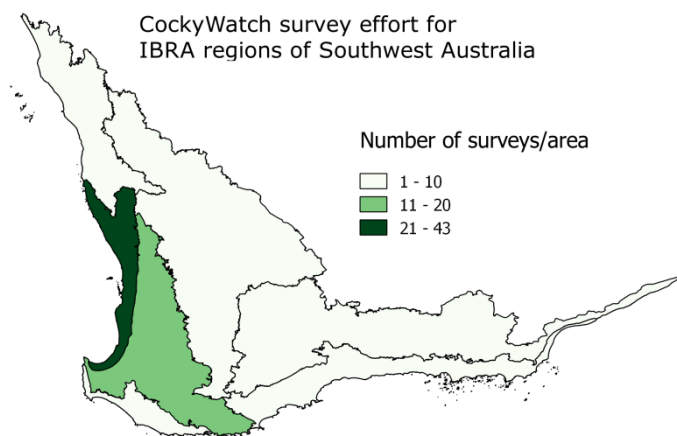 CockyWatch survey effort for
IBRA regions of Southwest Australia
Number of surveys/area
1 - 10
11 - 20
21 - 43